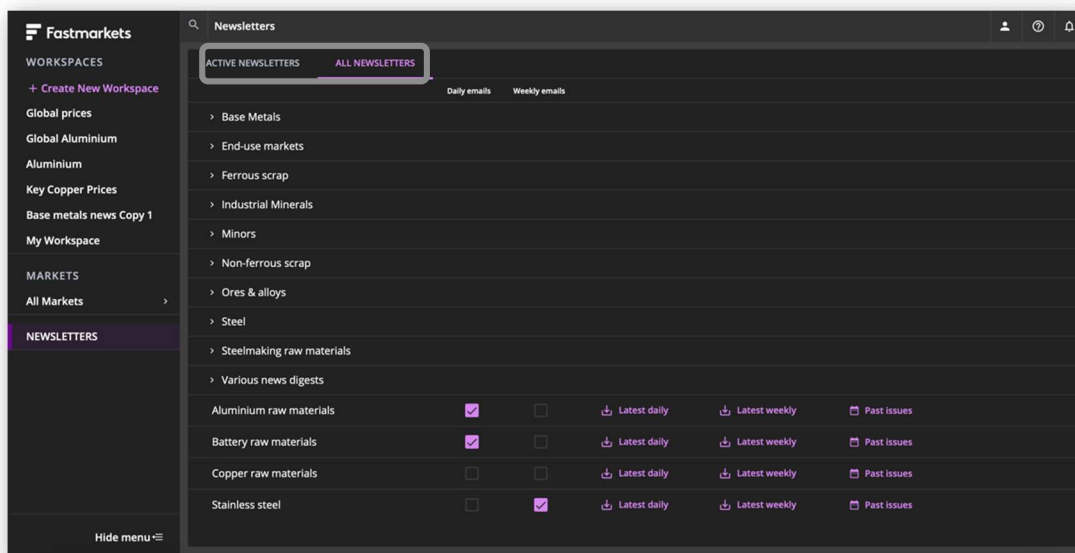 Fastmarkets
WORKSPACES
+ Create New Workspace
Global prices
Global Aluminium
Aluminium
Key Copper Prices
Base metals news Copy 1
My Workspace
MARKETS
All Markets
NEWSLETTERS
Hide menu
Newsletters
ACTIVE NEWSLETTERS ALL NEWSLETTERS
Daily emails Weekly emails
Base Metals
End-use markets
Ferrous scrap
Industrial Minerals
Minors
Non-ferrous scrap
Ores & alloys
Steel
Steelmaking raw materials
Various news digests
Aluminium raw materials Latest daily Latest weekly Past issues
Battery raw materials Latest daily Latest weekly Past issues
Copper raw materials Latest daily Latest weekly Past issues
Stainless steel Latest daily Latest weekly Past issues